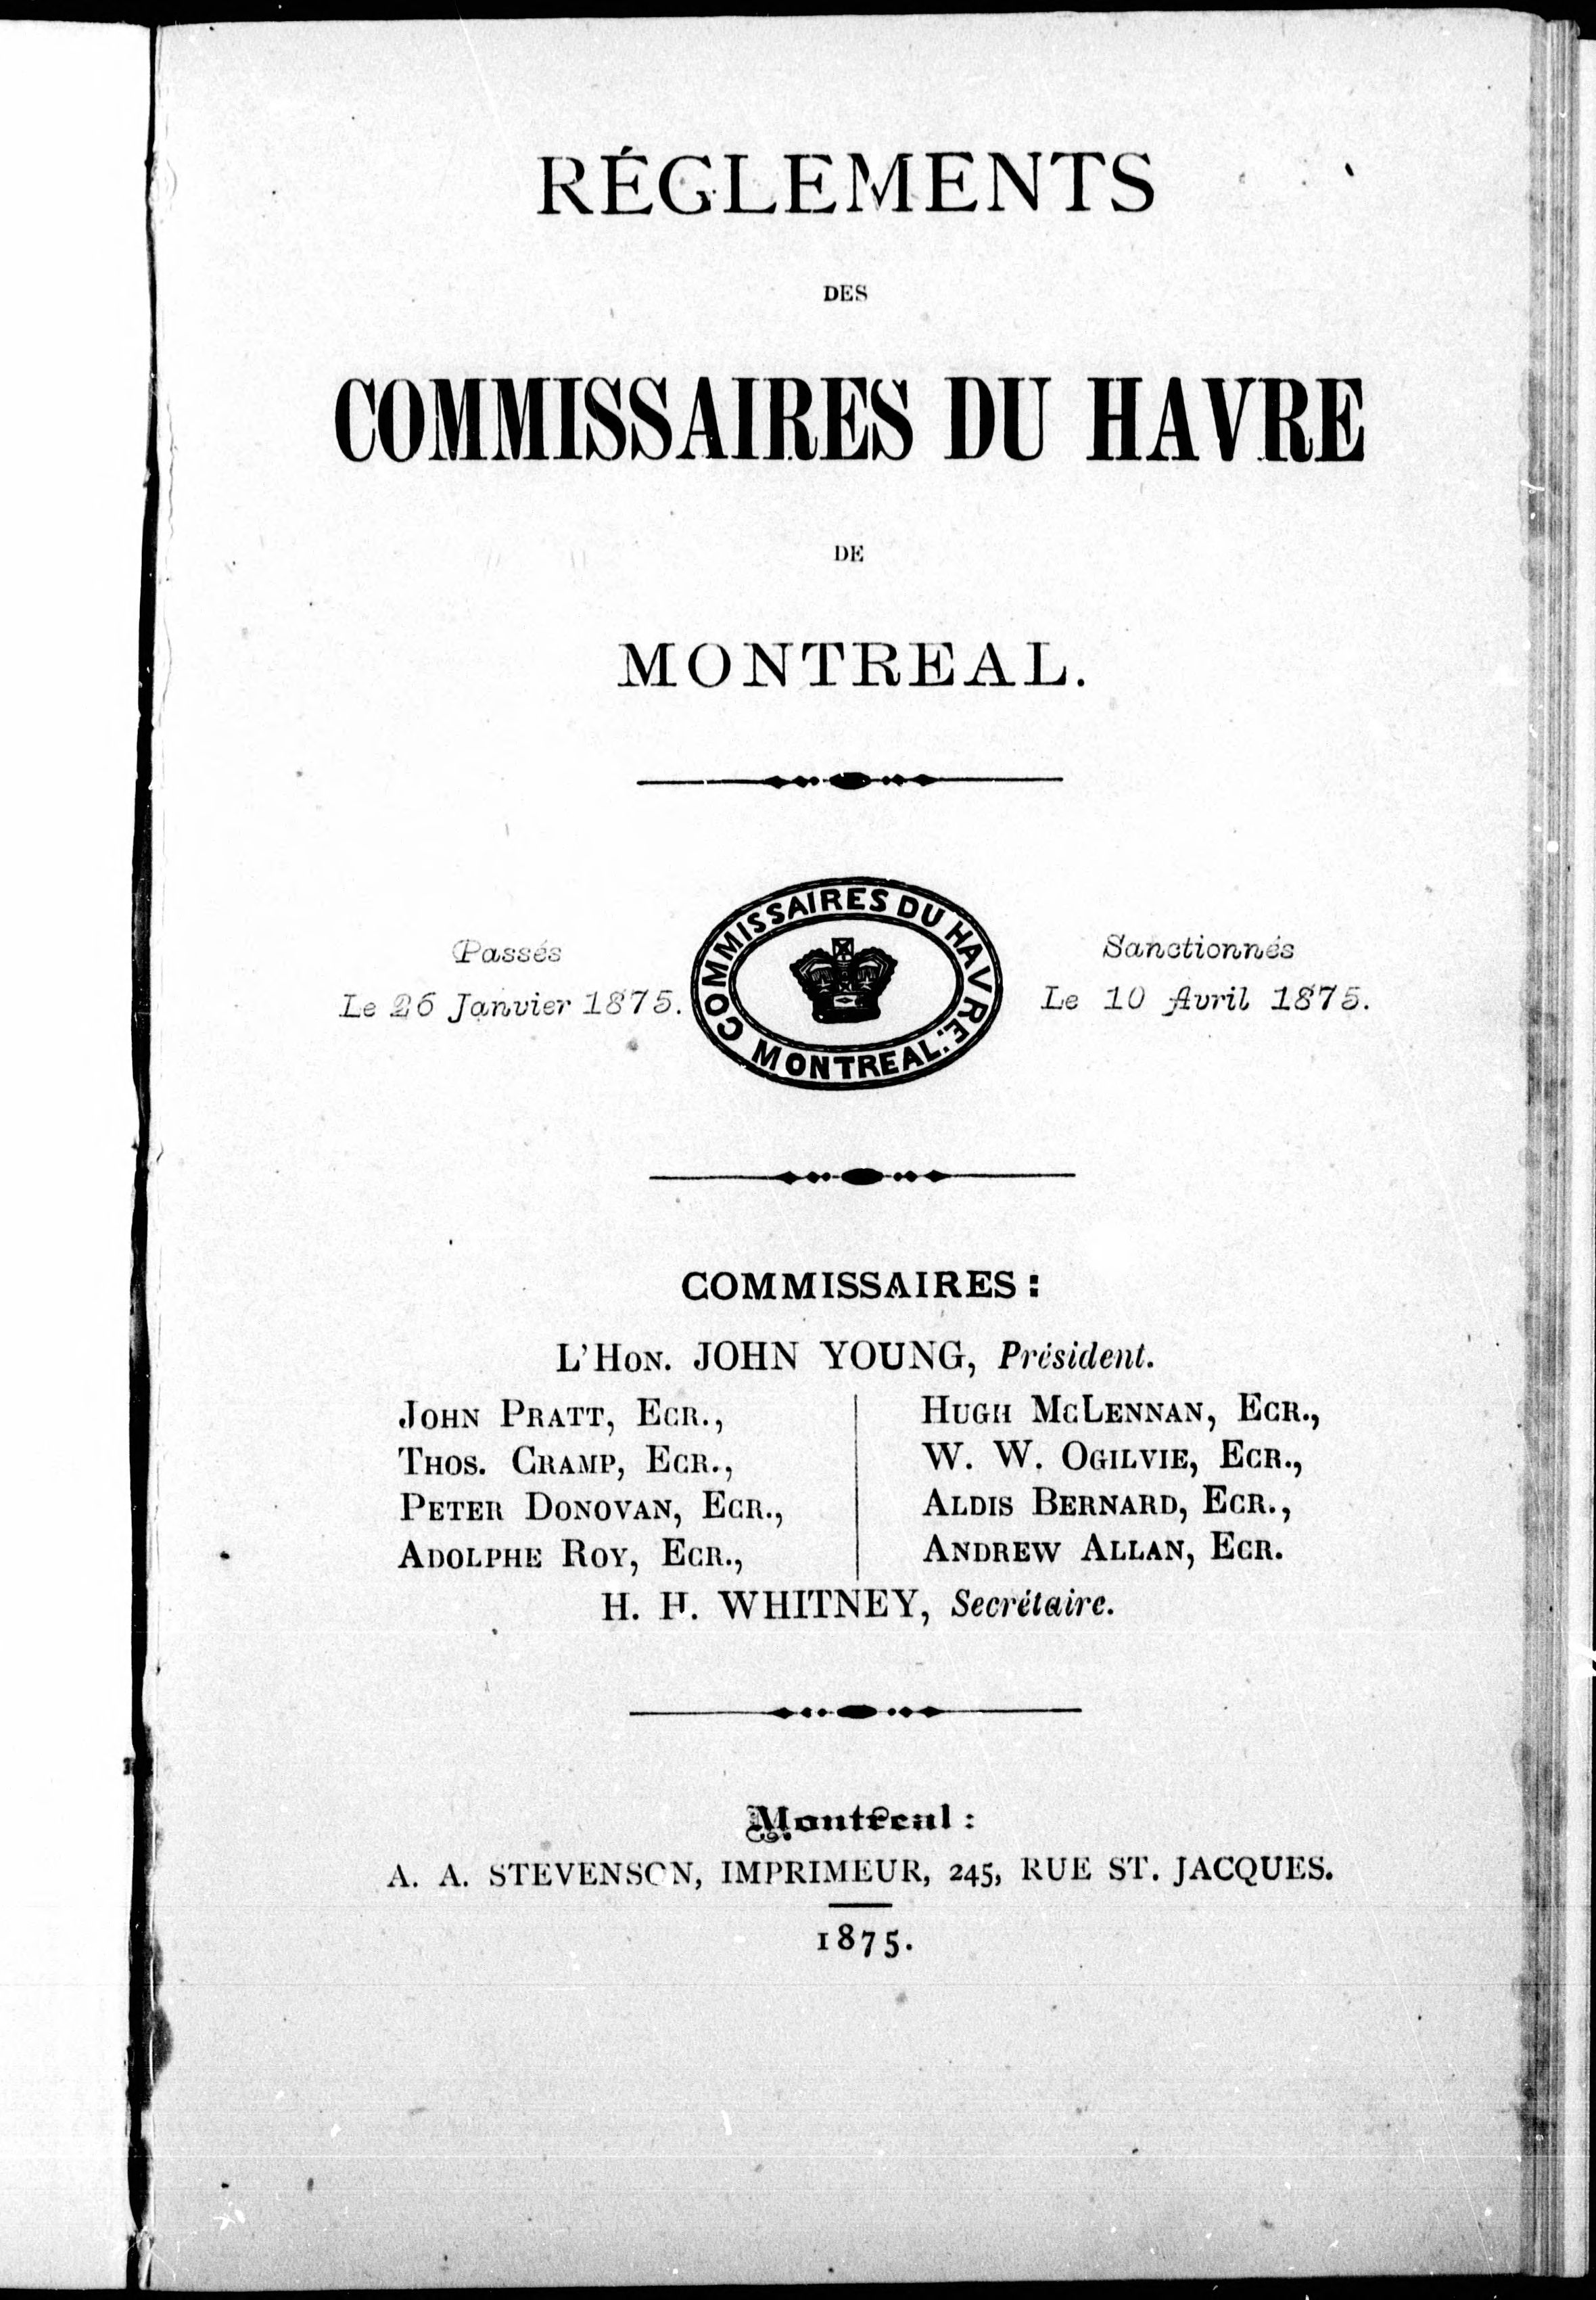 RÉGLEMENTS
DES
COMMISSAIRES DU HAVRE
DE
MONTREAL.
Passés
Le 26 Janvier 1875.
COMMISSAIRES DU HAVRE.
MONTREAL.
Sanctionnés
Le 10 Avril 1875.
COMMISSAIRES:
L'HON. JOHN YOUNG, Président.
JOHN PRATT, ECR.,
THOS. CRAMP, ECR.,
PETER DONOVAN, ECR.,
ADOLPHE ROY, ECR.,
HUGH MCLENNAN, ECR.,
W. W. OGILVIE, ECR.,
ALDIS BERNARD, ECR.,
ANDREW ALLAN, ECR.
H. H. WHITNEY, Secrétaire.
Montreal:
A. A. STEVENSON, IMPRIMEUR, 245, RUE ST. JACQUES.
1875.